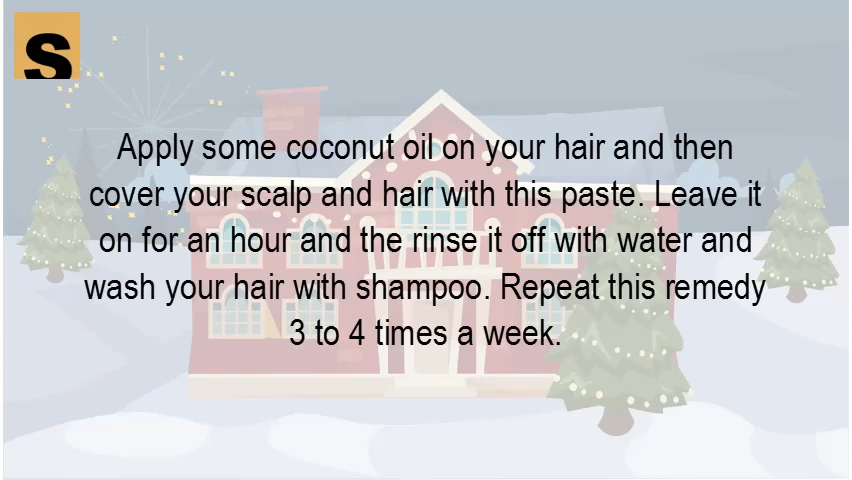 S
Apply some coconut oil on your hair and then
cover your scalp and hair with this paste. Leave it
on for an hour and the rinse it off with water and
wash your hair with shampoo. Repeat this remedy
3 to 4 times a week.